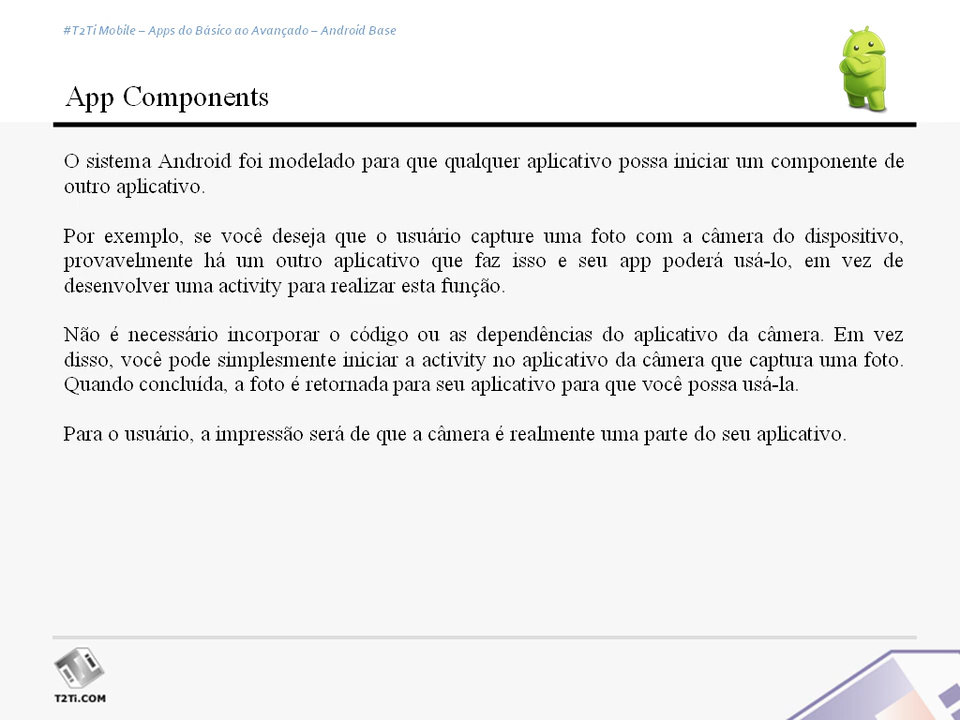 #T2Ti Mobile – Apps do Básico ao Avançado – Android Base
App Components
O sistema Android foi modelado para que qualquer aplicativo possa iniciar um componente de
outro aplicativo.
Por exemplo, se você deseja que o usuário capture uma foto com a câmera do dispositivo,
provavelmente há um outro aplicativo que faz isso e seu app poderá usá-lo, em vez de
desenvolver uma activity para realizar esta função.
Não é necessário incorporar o código ou as dependências do aplicativo da câmera. Em vez
disso, você pode simplesmente iniciar a activity no aplicativo da câmera que captura uma foto.
Quando concluída, a foto é retornada para seu aplicativo para que você possa usá-la.
Para o usuário, a impressão será de que a câmera é realmente uma parte do seu aplicativo.
T2Ti.COM